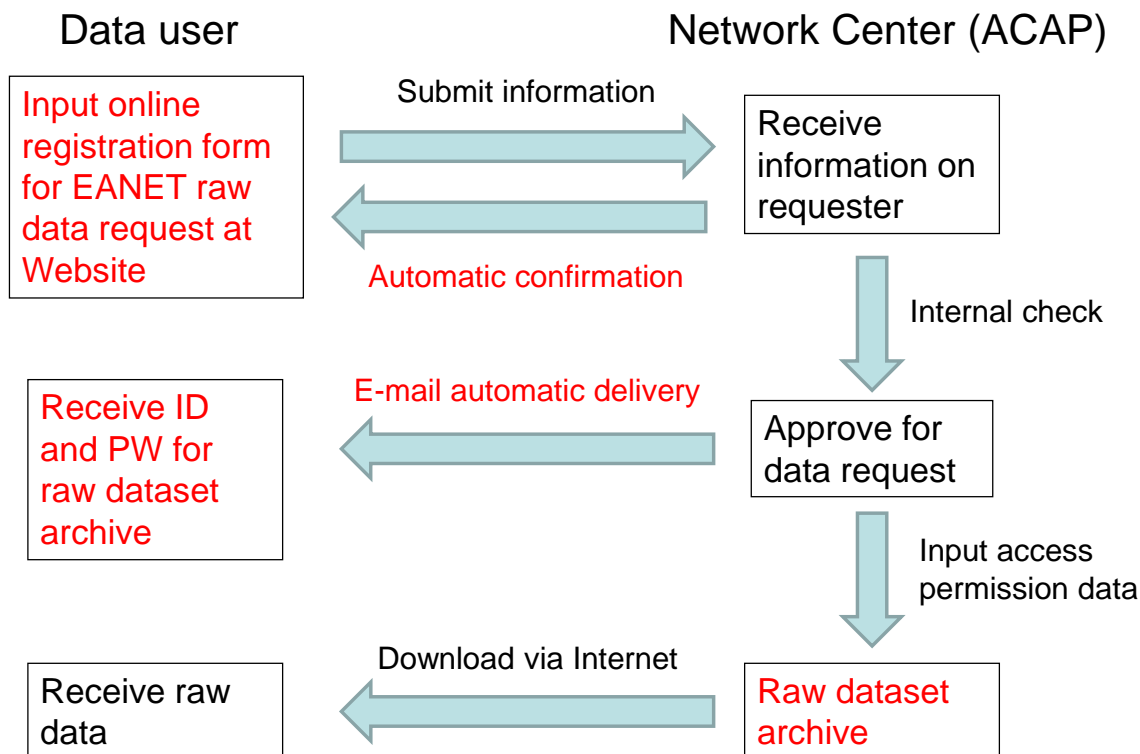 Data user
Network Center (ACAP)
Input online
registration form
for EANET raw
data request at
Website
Submit information
Automatic confirmation
Receive
information on
requester
Internal check
Receive ID
and PW for
raw dataset
archive
E-mail automatic delivery
Approve for
data request
Input access
permission data
Receive raw
data
Download via Internet
Raw dataset
archive